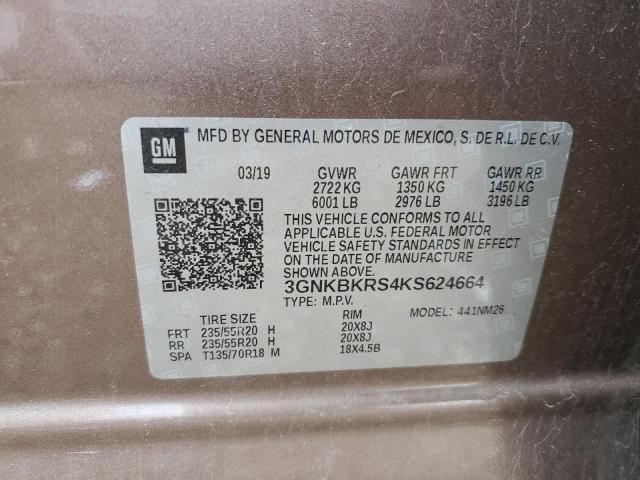 GM MFD BY GENERAL MOTORS DE MEXICO, S. DE R.L. DE C.V.
03/19 GVWR GAWR FRT GAWR RR
2722 KG 1350 KG 1450 KG
6001 LB 2976 LB 3196 LB
THIS VEHICLE CONFORMS TO ALL
APPLICABLE U.S. FEDERAL MOTOR
VEHICLE SAFETY STANDARDS IN EFFECT
ON THE DATE OF MANUFACTURE
SHOWN ABOVE.
3GNKBKRS4KS624664
TYPE: M.P.V. MODEL: 441NM26
TIRE SIZE RIM
FRT 235/55R20 H 20X8J
RR 235/55R20 H 20X8J
SPA T135/70R18 M 18X4.5B